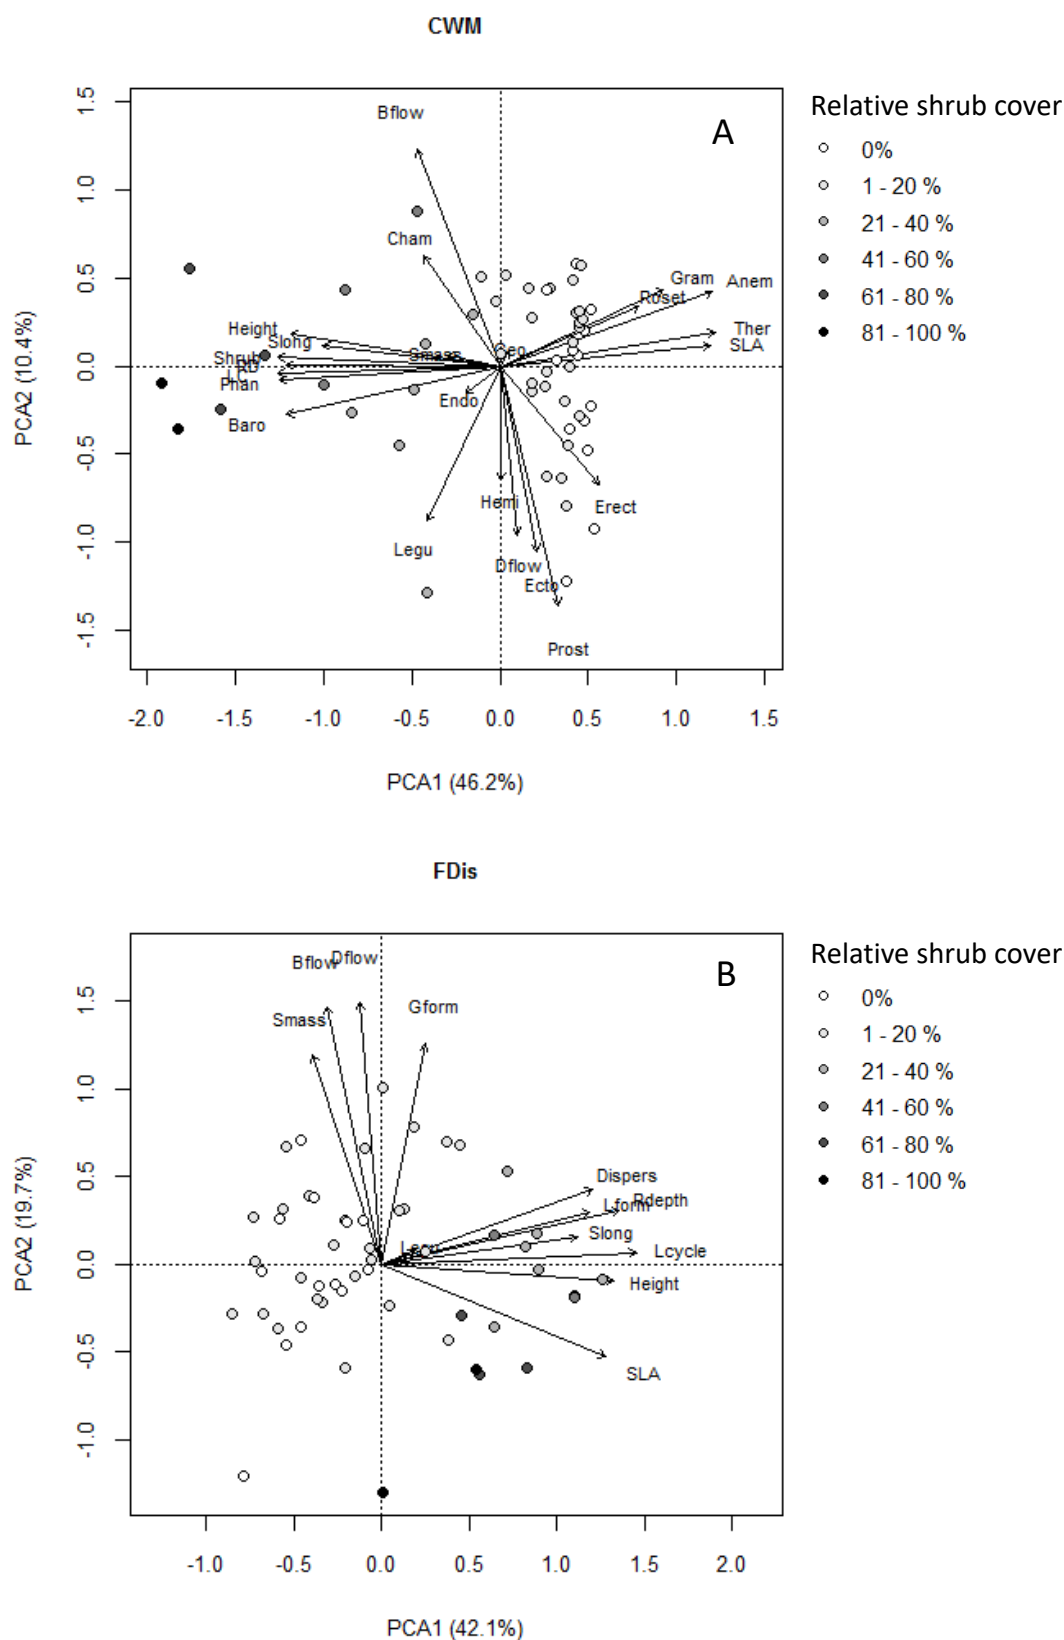 CWM
A
Relative shrub cover
0%
1 - 20 %
21 - 40 %
41 - 60 %
61 - 80 %
81 - 100 %
Bflow
Cham
Gram
Anem
Roset
Height
Slong
Ther
Shrub
Smass
Geo
SLA
RD
LC
Phan
Endo
Baro
Hemi
Erect
Legu
Dflow
Ecto
Prost
PCA2 (10.4%)
1.5
1.0
0.5
0.0
-0.5
-1.0
-1.5
-2.0 -1.5 -1.0 -0.5 0.0 0.5 1.0 1.5
PCA1 (46.2%)
FDis
B
Relative shrub cover
0%
1 - 20 %
21 - 40 %
41 - 60 %
61 - 80 %
81 - 100 %
Bflow
Dflow
Smass
Gform
Dispers
Lform
Rdepth
Slong
Lcycle
Height
SLA
PCA2 (19.7%)
1.5
1.0
0.5
0.0
-0.5
-1.0
-1.0 -0.5 0.0 0.5 1.0 1.5 2.0
PCA1 (42.1%)